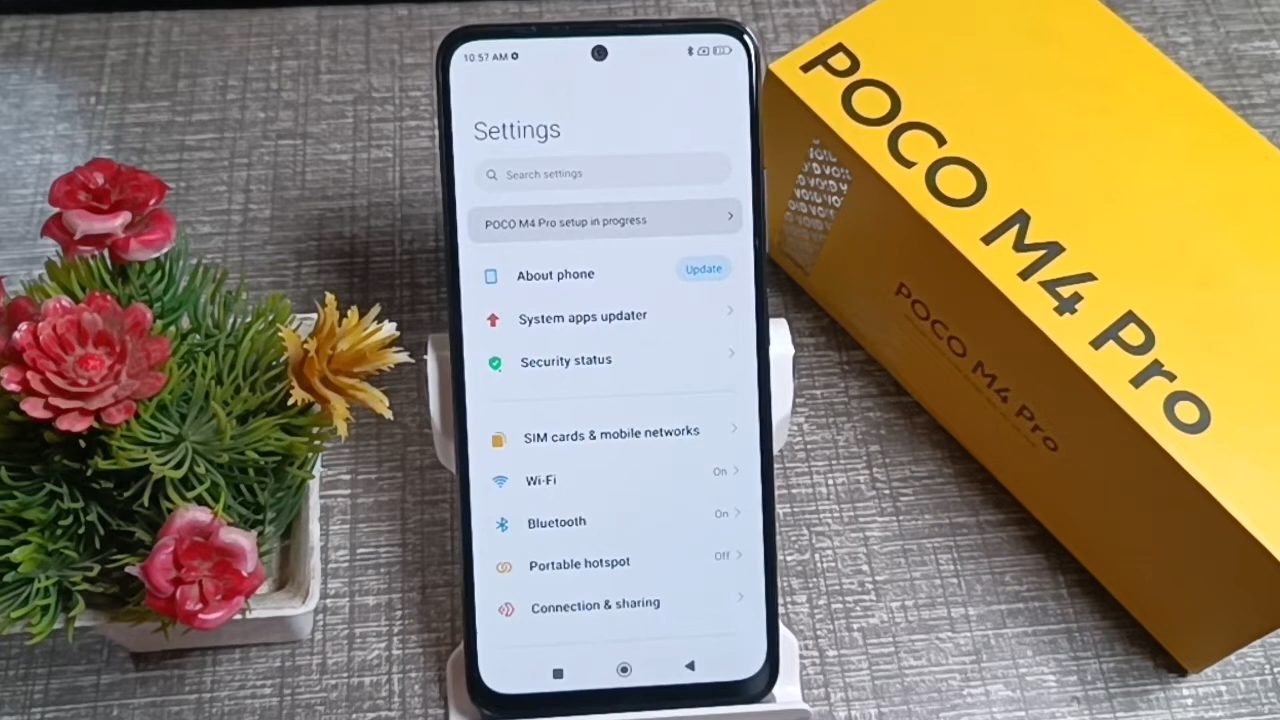 10:57 AM
Settings
Search settings
POCO M4 Pro setup in progress
About phone
Update
System apps updater
Security status
SIM cards & mobile networks
Wi-Fi
On
Bluetooth
On
Portable hotspot
Off
Connection & sharing
POCO M4 Pro
POCO M4 Pro